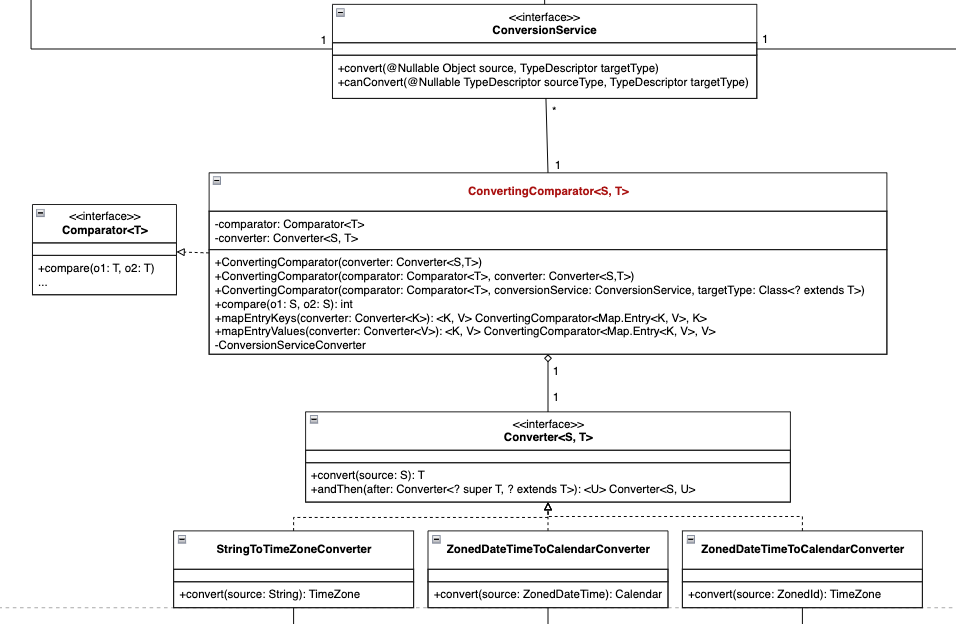 <<interface>>
ConversionService
1
1
+convert(@Nullable Object source, TypeDescriptor targetType)
+canConvert(@Nullable TypeDescriptor sourceType, TypeDescriptor targetType)
*
1
ConvertingComparator<S, T>
<<interface>>
Comparator<T>
+compare(o1: T, o2: T)
...
-comparator: Comparator<T>
-converter: Converter<S, T>
+ConvertingComparator(converter: Converter<S,T>)
+ConvertingComparator(comparator: Comparator<T>, converter: Converter<S,T>)
+ConvertingComparator(comparator: Comparator<T>, conversionService: ConversionService, targetType: Class<? extends T>)
+compare(o1: S, o2: S): int
+mapEntryKeys(converter: Converter<K>): <K, V> ConvertingComparator<Map.Entry<K, V>, K>
+mapEntryValues(converter: Converter<V>): <K, V> ConvertingComparator<Map.Entry<K, V>, V>
-ConversionServiceConverter
1
1
<<interface>>
Converter<S, T>
+convert(source: S): T
+andThen(after: Converter<? super T, ? extends T>): <U> Converter<S, U>
StringToTimeZoneConverter
+convert(source: String): TimeZone
ZonedDateTimeToCalendarConverter
+convert(source: ZonedDateTime): Calendar
ZonedDateTimeToCalendarConverter
+convert(source: ZonedId): TimeZone